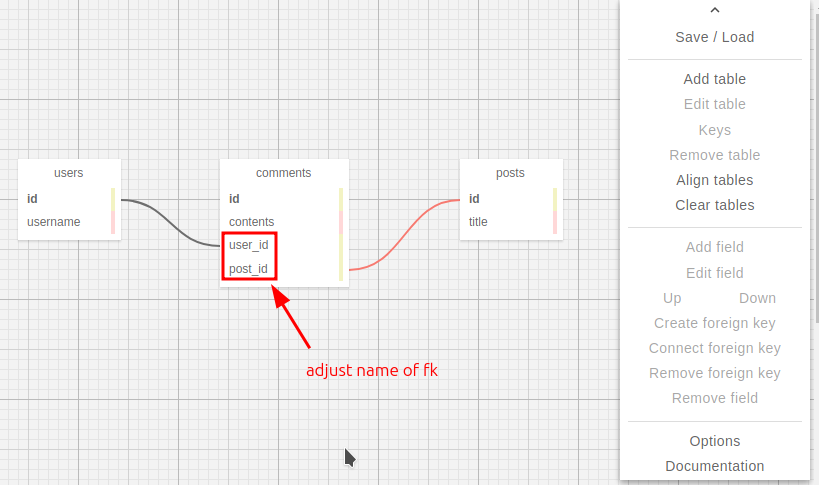 Save / Load
Add table
Edit table
Keys
Remove table
Align tables
Clear tables
Add field
Edit field
Up Down
Create foreign key
Connect foreign key
Remove foreign key
Remove field
Options
Documentation
users
id
username
comments
id
contents
user_id
post_id
posts
id
title
adjust name of fk